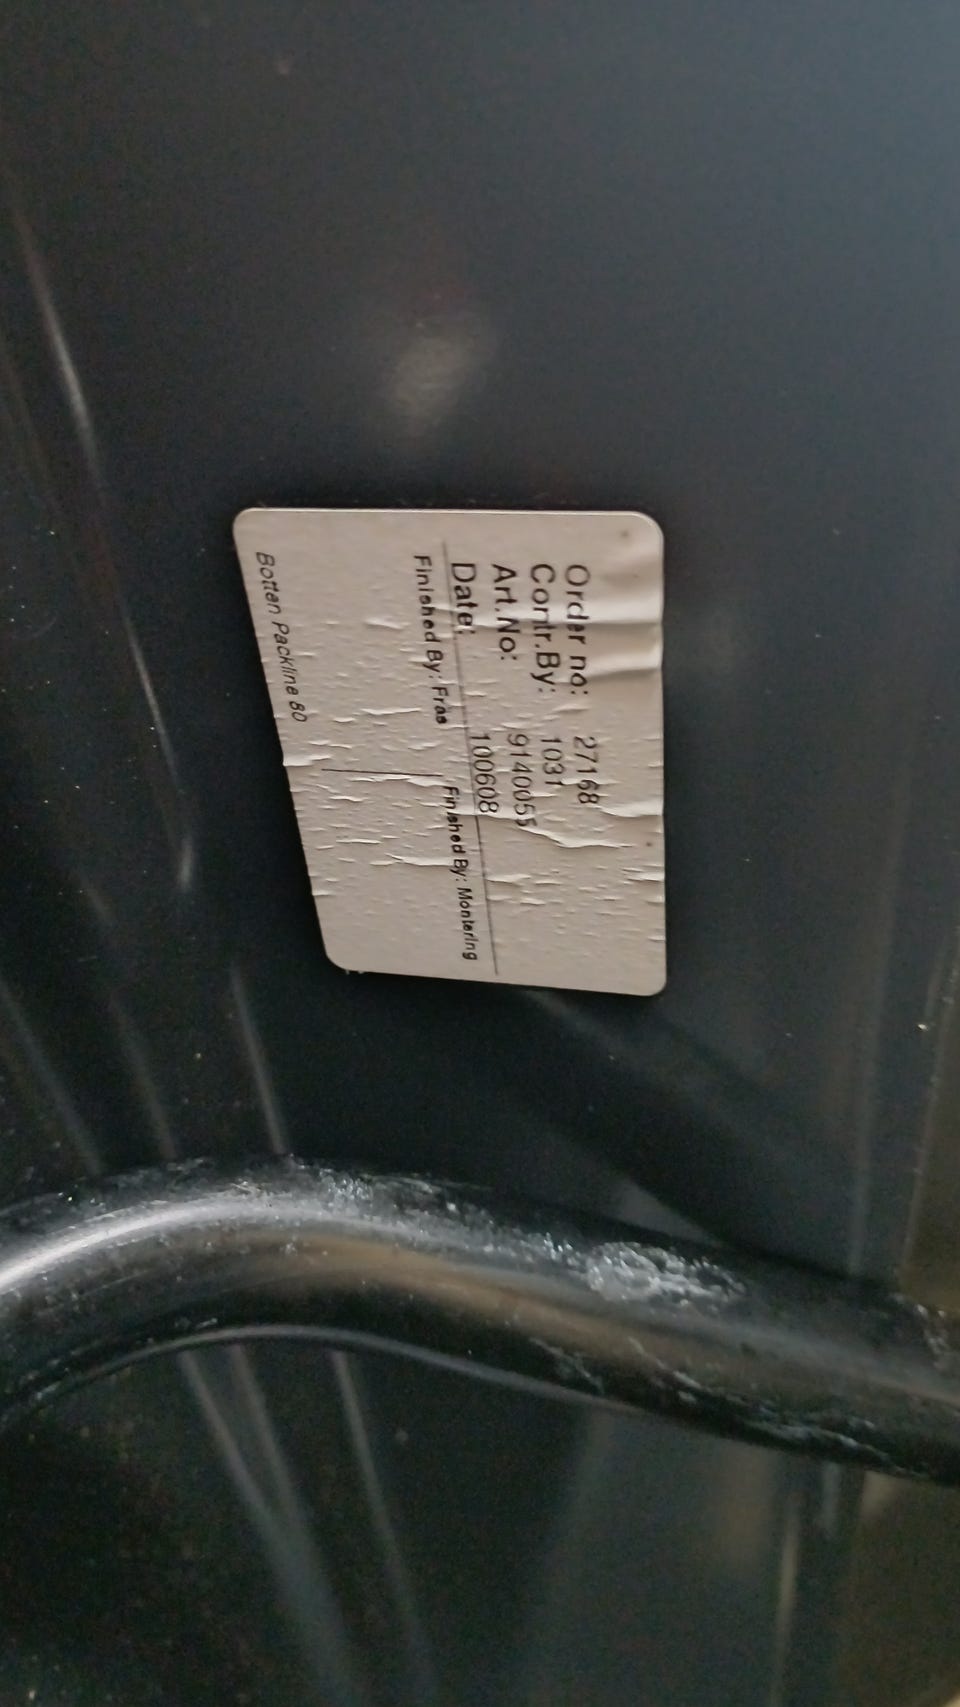 Order no: 27168
Contr.By: 1031
Art.No: 9140055
Date: 100608
Finished By: Fräs Finished By: Montering
Botten Packline 80